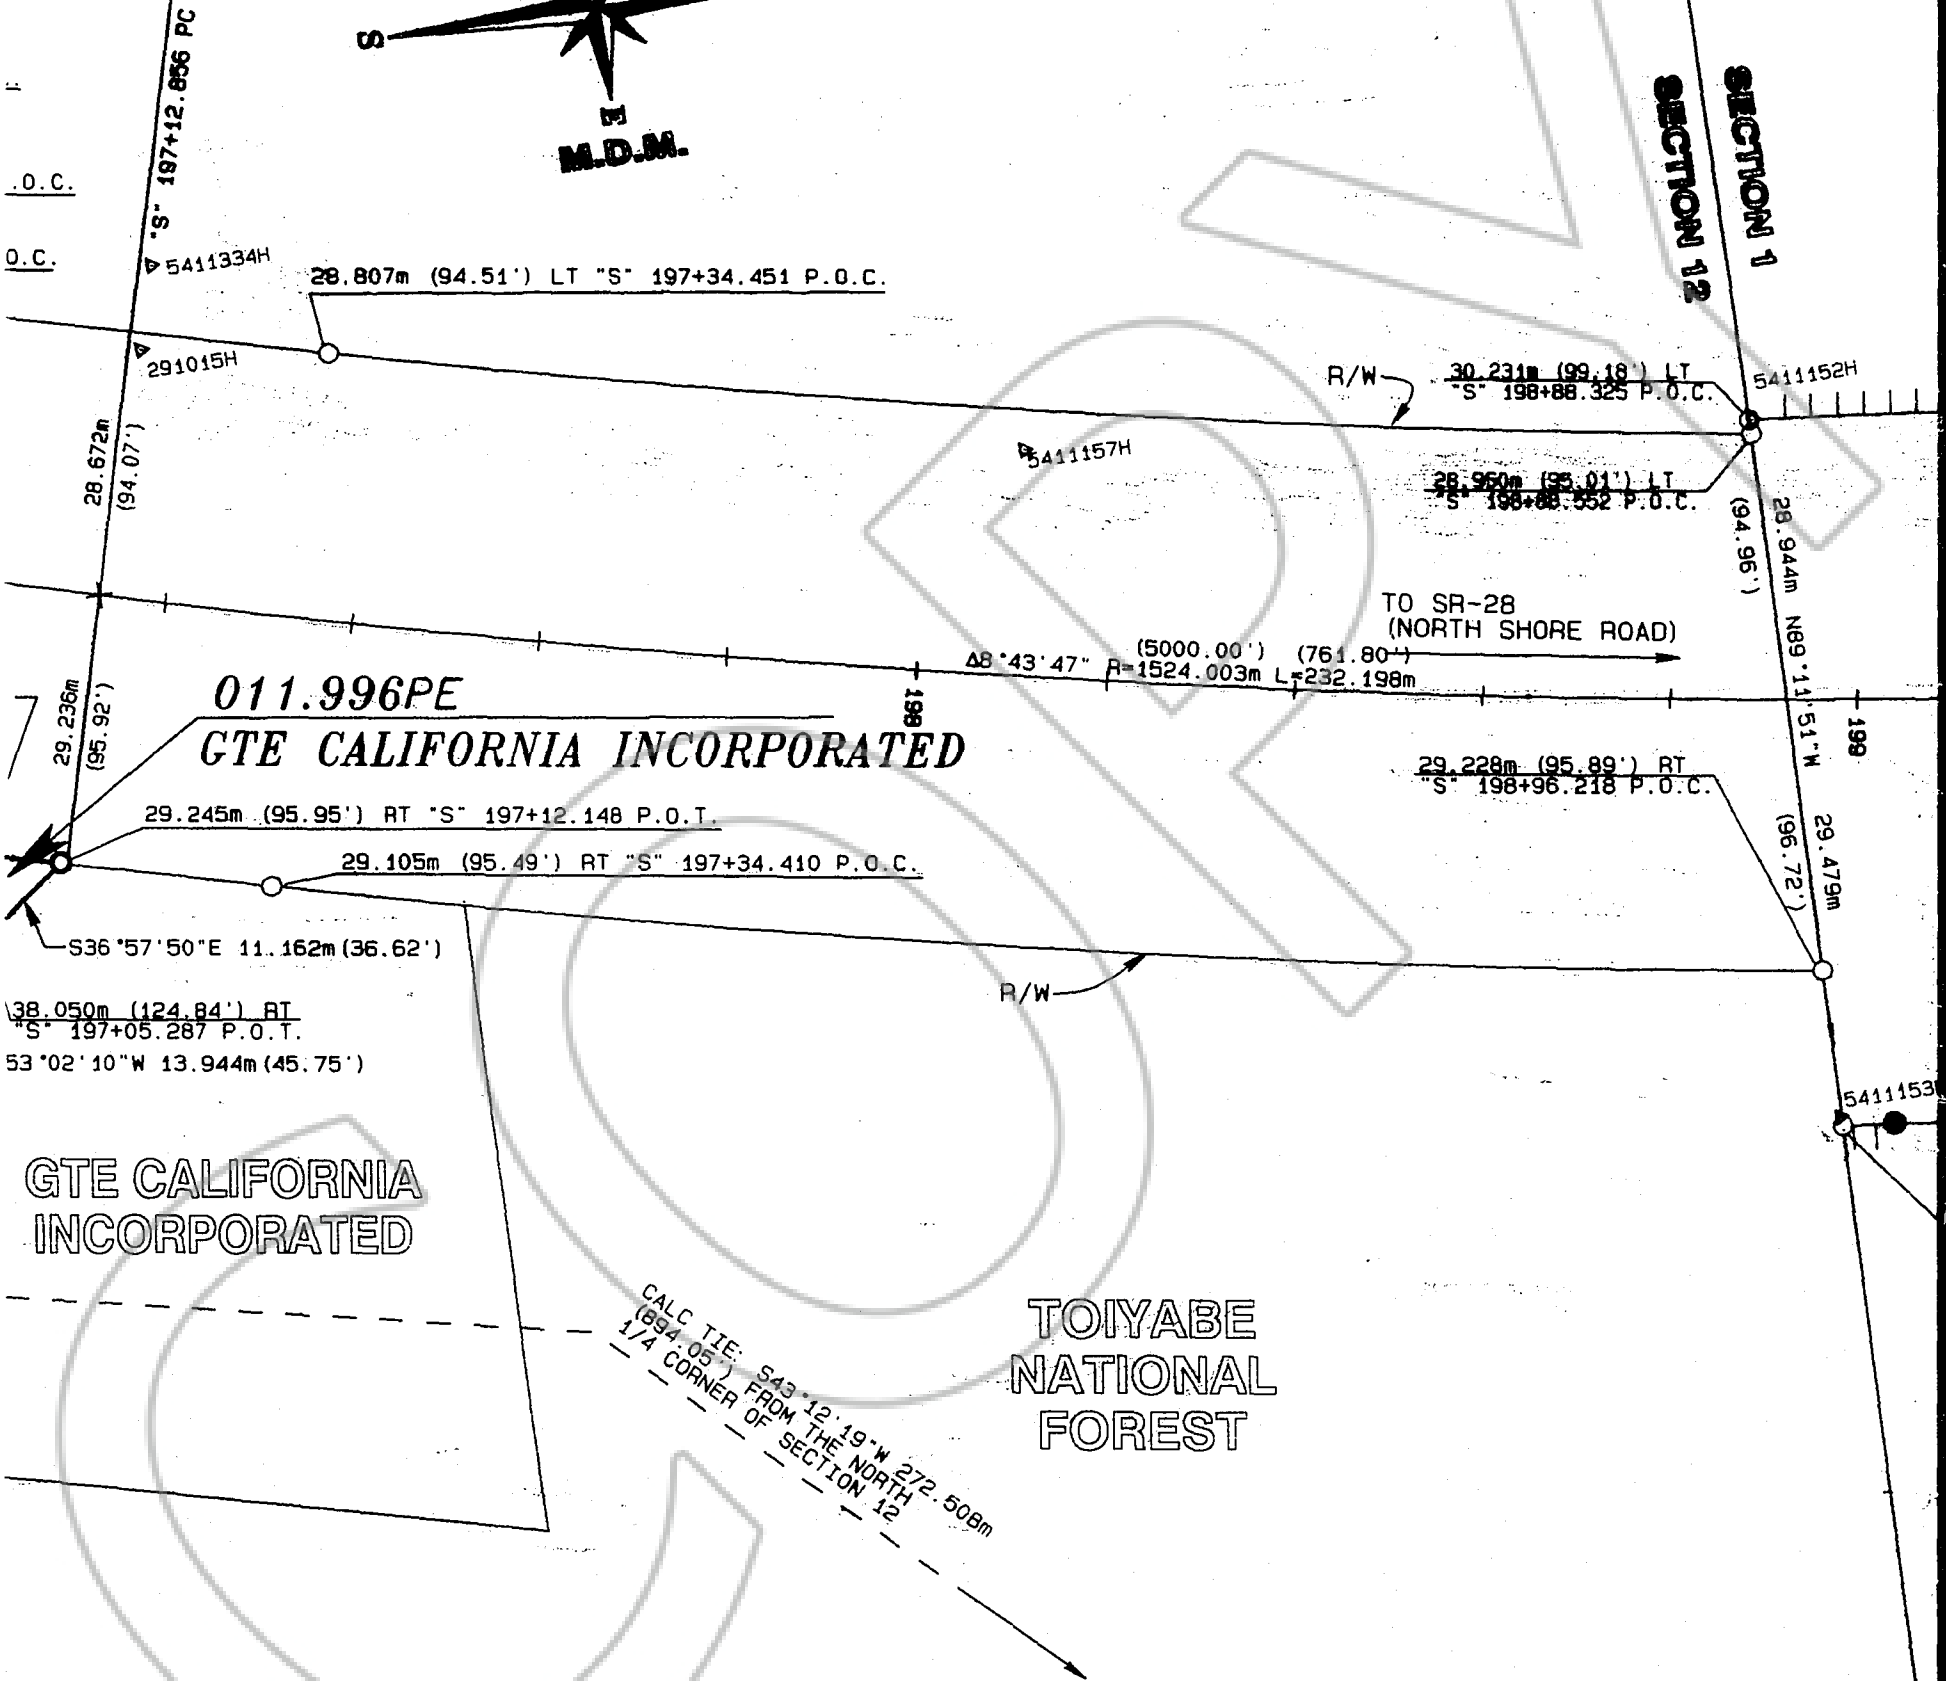 S
E
M.D.M.
"S" 197+12.856 PC
.O.C.
O.C.
5411334H
291015H
28.807m (94.51') LT "S" 197+34.451 P.O.C.
SECTION 1
SECTION 12
R/W
30.231m (99.18') LT
"S" 198+88.325 P.O.C.
5411152H
5411157H
28.960m (95.01') LT
28.672m
(94.07')
28.944m N89°11'51"W 29.479m
(94.96')
(96.72')
TO SR-28
(NORTH SHORE ROAD)
(5000.00') (761.80')
Δ8°43'47" R=1524.003m L=232.198m
198
199
29.236m
(95.92')
011.996PE
GTE CALIFORNIA INCORPORATED
29.228m (95.89') RT
"S" 198+96.218 P.O.C.
29.245m (95.95') RT "S" 197+12.148 P.O.T.
29.105m (95.49') RT "S" 197+34.410 P.O.C.
S36°57'50"E 11.162m(36.62')
R/W
38.050m (124.84') RT
"S" 197+05.287 P.O.T.
53°02'10"W 13.944m(45.75')
5411153
GTE CALIFORNIA
INCORPORATED
CALC TIE: S43°12'19"W 272.508m
(894.05') FROM THE NORTH
1/4 CORNER OF SECTION 12
TOIYABE
NATIONAL
FOREST
COPY